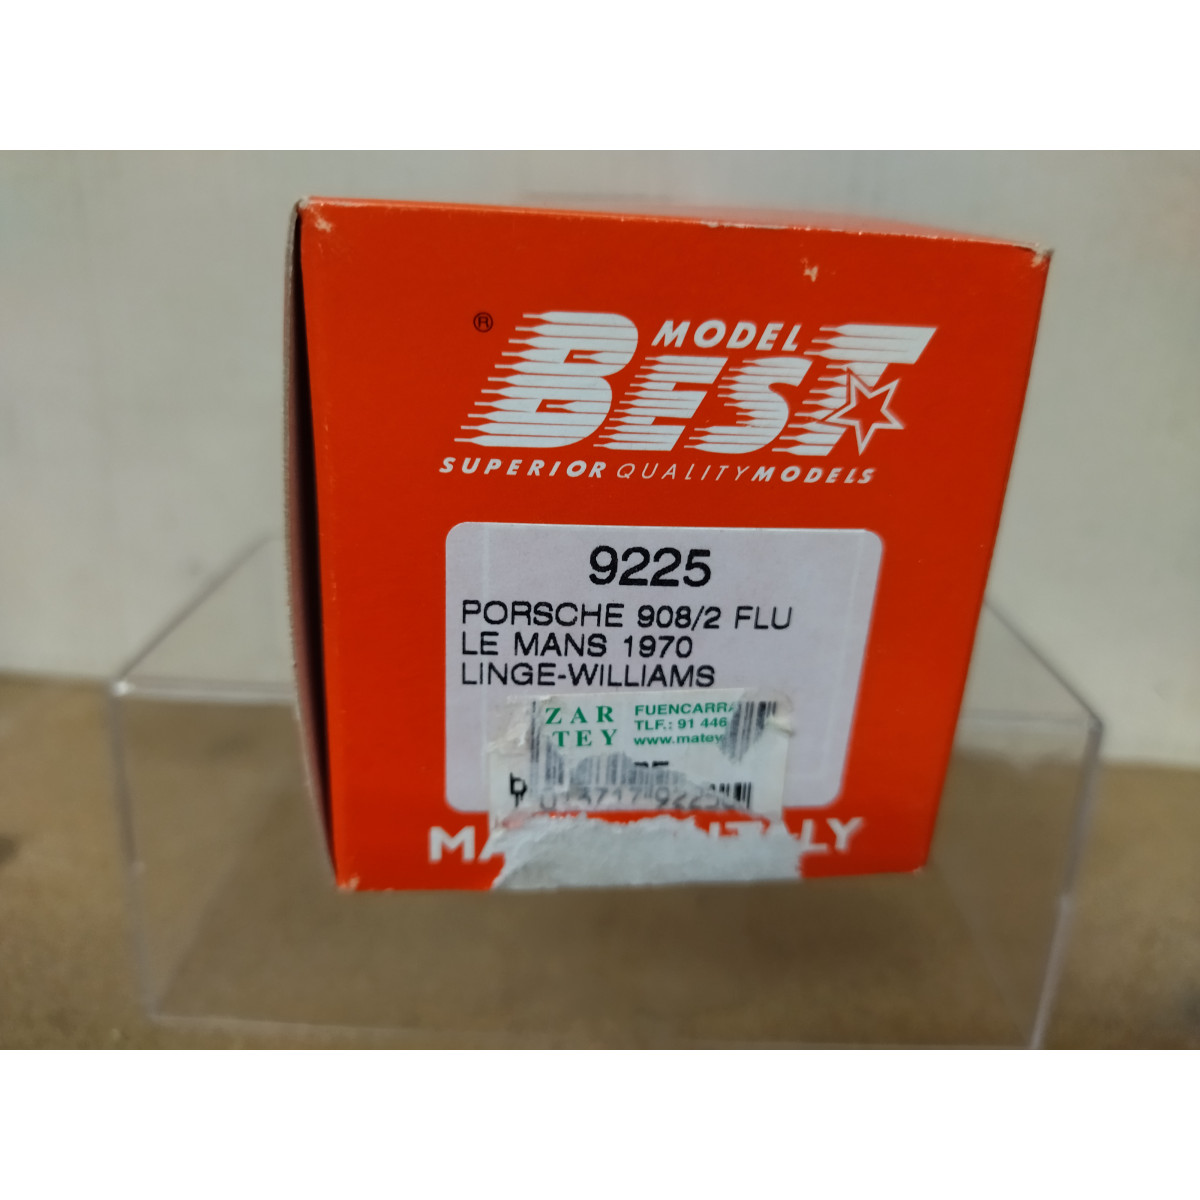 ®
MODEL
BEST
SUPERIOR QUALITY MODELS
9225
PORSCHE 908/2 FLU
LE MANS 1970
LINGE-WILLIAMS
ZAR FUENCARRA
TEY TLF.: 91 446
www.matey